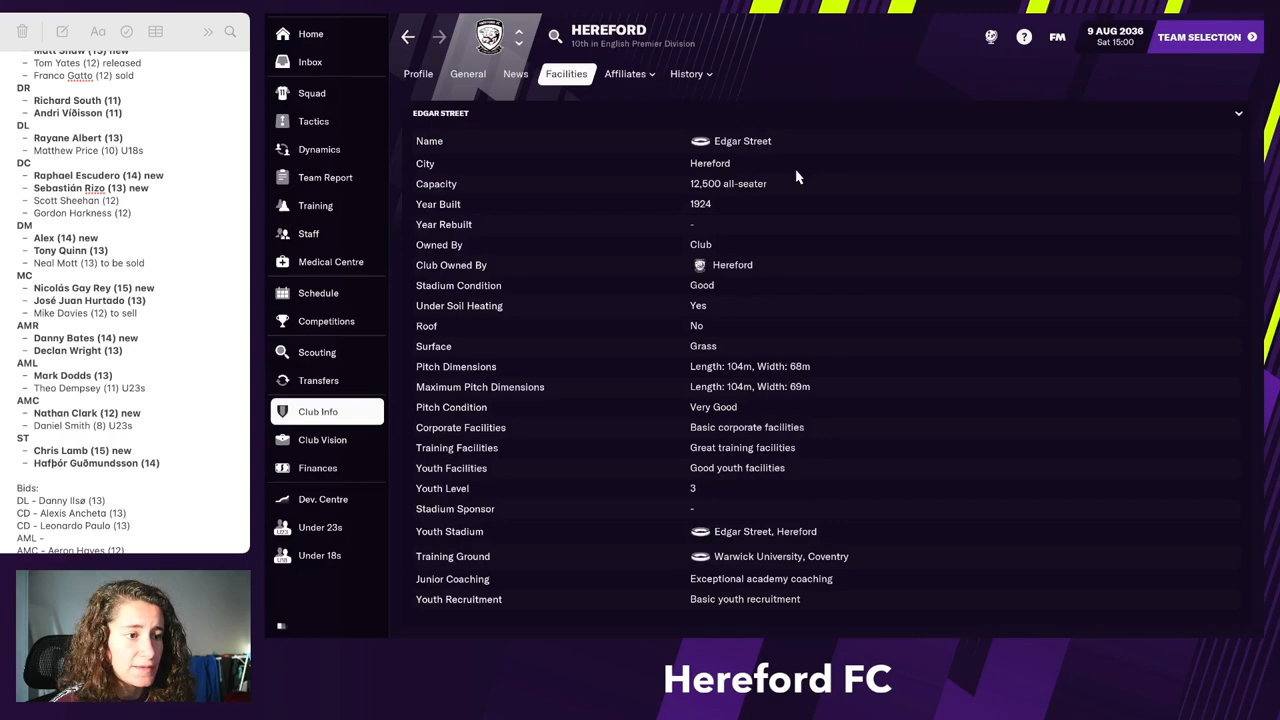 Aa
Matt Shaw (13) new
– Tom Yates (12) released
– Franco Gatto (12) sold
DR
– Richard South (11)
– Andri Víðisson (11)
DL
– Rayane Albert (13)
– Matthew Price (10) U18s
DC
– Raphael Escudero (14) new
– Sebastián Rizo (13) new
– Scott Sheehan (12)
– Gordon Harkness (12)
DM
– Alex (14) new
– Tony Quinn (13)
– Neal Mott (13) to be sold
MC
– Nicolás Gay Rey (15) new
– José Juan Hurtado (13)
– Mike Davies (12) to sell
AMR
– Danny Bates (14) new
– Declan Wright (13)
AML
– Mark Dodds (13)
– Theo Dempsey (11) U23s
AMC
– Nathan Clark (12) new
– Daniel Smith (8) U23s
ST
– Chris Lamb (15) new
– Hafþór Guðmundsson (14)
Bids:
DL - Danny Ilsø (13)
CD - Alexis Ancheta (13)
CD - Leonardo Paulo (13)
AML -
AMC - Aeron Hayes (12)
Home
Inbox
Squad
Tactics
Dynamics
Team Report
Training
Staff
Medical Centre
Schedule
Competitions
Scouting
Transfers
Club Info
Club Vision
Finances
Dev. Centre
Under 23s
Under 18s
HEREFORD
10th in English Premier Division
FM
9 AUG 2036
Sat 15:00
TEAM SELECTION
Profile General News Facilities Affiliates History
EDGAR STREET
Name Edgar Street
City Hereford
Capacity 12,500 all-seater
Year Built 1924
Year Rebuilt -
Owned By Club
Club Owned By Hereford
Stadium Condition Good
Under Soil Heating Yes
Roof No
Surface Grass
Pitch Dimensions Length: 104m, Width: 68m
Maximum Pitch Dimensions Length: 104m, Width: 69m
Pitch Condition Very Good
Corporate Facilities Basic corporate facilities
Training Facilities Great training facilities
Youth Facilities Good youth facilities
Youth Level 3
Stadium Sponsor -
Youth Stadium Edgar Street, Hereford
Training Ground Warwick University, Coventry
Junior Coaching Exceptional academy coaching
Youth Recruitment Basic youth recruitment
Hereford FC